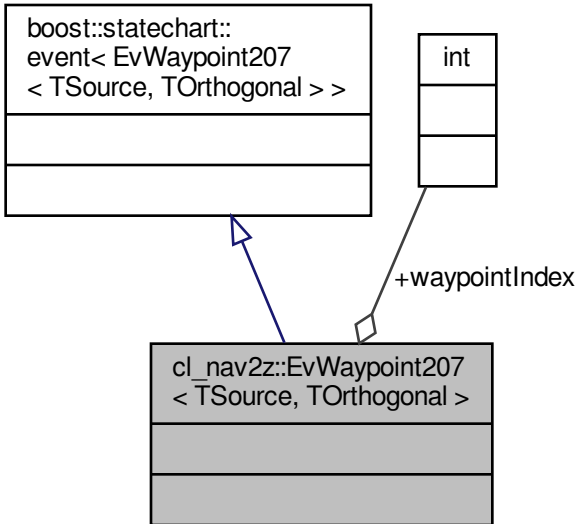 boost::statechart::
event< EvWaypoint207
< TSource, TOrthogonal > >
int
+waypointIndex
cl_nav2z::EvWaypoint207
< TSource, TOrthogonal >